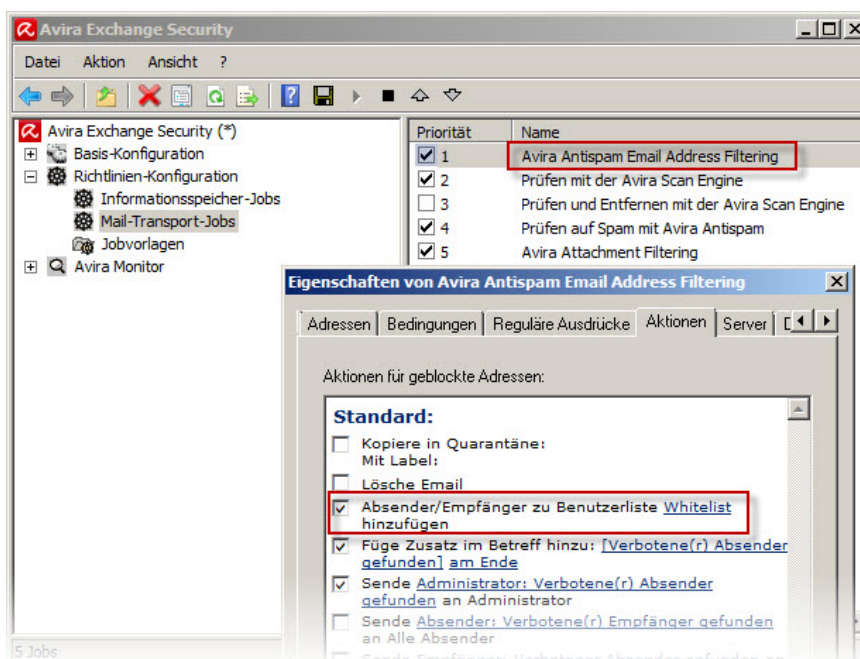 Avira Exchange Security
Datei Aktion Ansicht ?
Avira Exchange Security (*)
Basis-Konfiguration
Richtlinien-Konfiguration
Informationsspeicher-Jobs
Mail-Transport-Jobs
Jobvorlagen
Avira Monitor
Priorität Name
1 Avira Antispam Email Address Filtering
2 Prüfen mit der Avira Scan Engine
3 Prüfen und Entfernen mit der Avira Scan Engine
4 Prüfen auf Spam mit Avira Antispam
5 Avira Attachment Filtering
Eigenschaften von Avira Antispam Email Address Filtering
Adressen Bedingungen Reguläre Ausdrücke Aktionen Server
Aktionen für geblockte Adressen:
Standard:
Kopiere in Quarantäne:
Mit Label:
Lösche Email
Absender/Empfänger zu Benutzerliste Whitelist
hinzufügen
Füge Zusatz im Betreff hinzu: [Verbotene(r) Absender
gefunden] am Ende
Sende Administrator: Verbotene(r) Absender
gefunden an Administrator
Sende Absender: Verbotene(r) Empfänger gefunden
an Alle Absender
5 Jobs